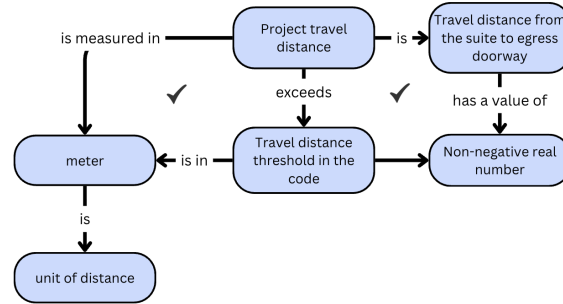 is measured in
Project travel
distance
is
Travel distance from
the suite to egress
doorway
exceeds
has a value of
meter
is in
Travel distance
threshold in the
code
Non-negative real
number
is
unit of distance